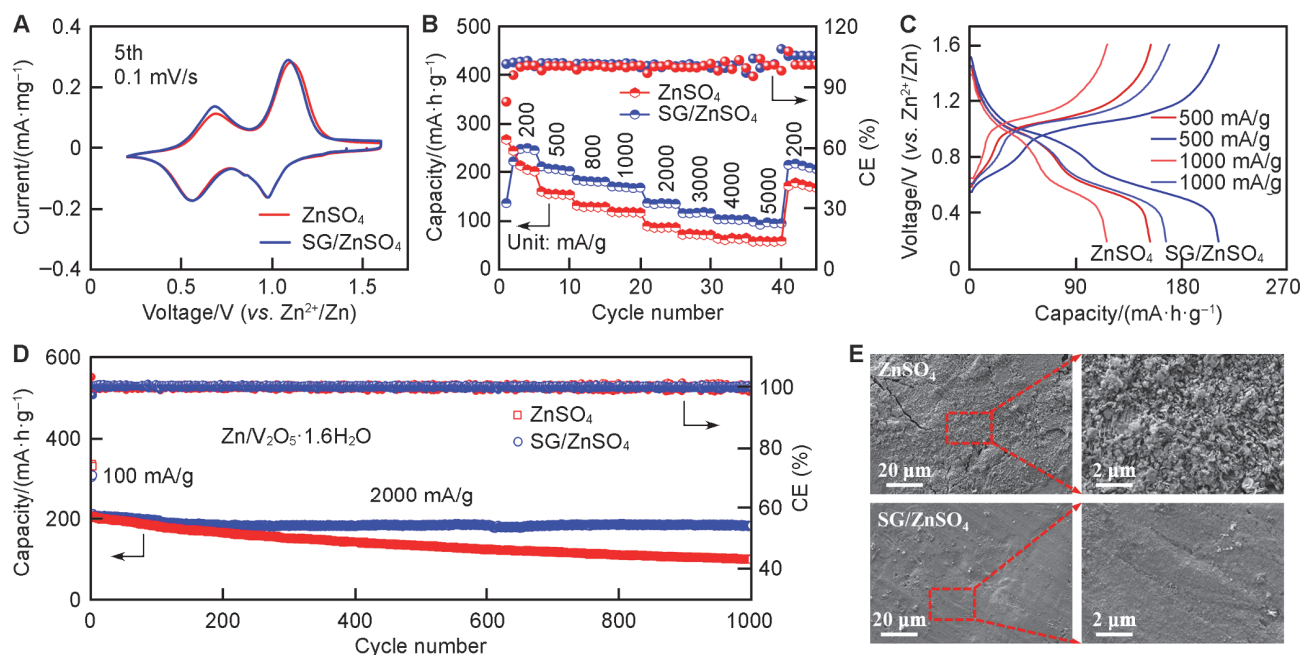 A
0.4
0.2
0
−0.2
−0.4
Current/(mA·mg⁻¹)
5th
0.1 mV/s
ZnSO₄
SG/ZnSO₄
0
0.5
1.0
1.5
Voltage/V (vs. Zn²⁺/Zn)
B
500
400
300
250
200
150
100
50
0
Capacity/(mA·h·g⁻¹)
120
90
60
30
0
CE (%)
ZnSO₄
SG/ZnSO₄
200
500
800
1000
2000
3000
4000
5000
200
Unit: mA/g
0
10
20
30
40
Cycle number
C
1.6
1.2
0.8
0.4
0
Voltage/V (vs. Zn²⁺/Zn)
500 mA/g
500 mA/g
1000 mA/g
1000 mA/g
ZnSO₄
SG/ZnSO₄
0
90
180
270
Capacity/(mA·h·g⁻¹)
D
600
500
400
300
200
100
0
Capacity/(mA·h·g⁻¹)
100
80
60
40
CE (%)
ZnSO₄
SG/ZnSO₄
Zn/V₂O₅·1.6H₂O
100 mA/g
2000 mA/g
0
200
400
600
800
1000
Cycle number
E
ZnSO₄
20 μm
2 μm
SG/ZnSO₄
20 μm
2 μm